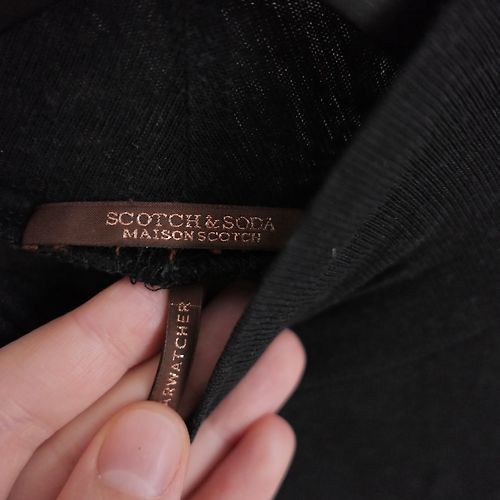 SCOTCH & SODA
MAISON SCOTCH
ARWATCHER